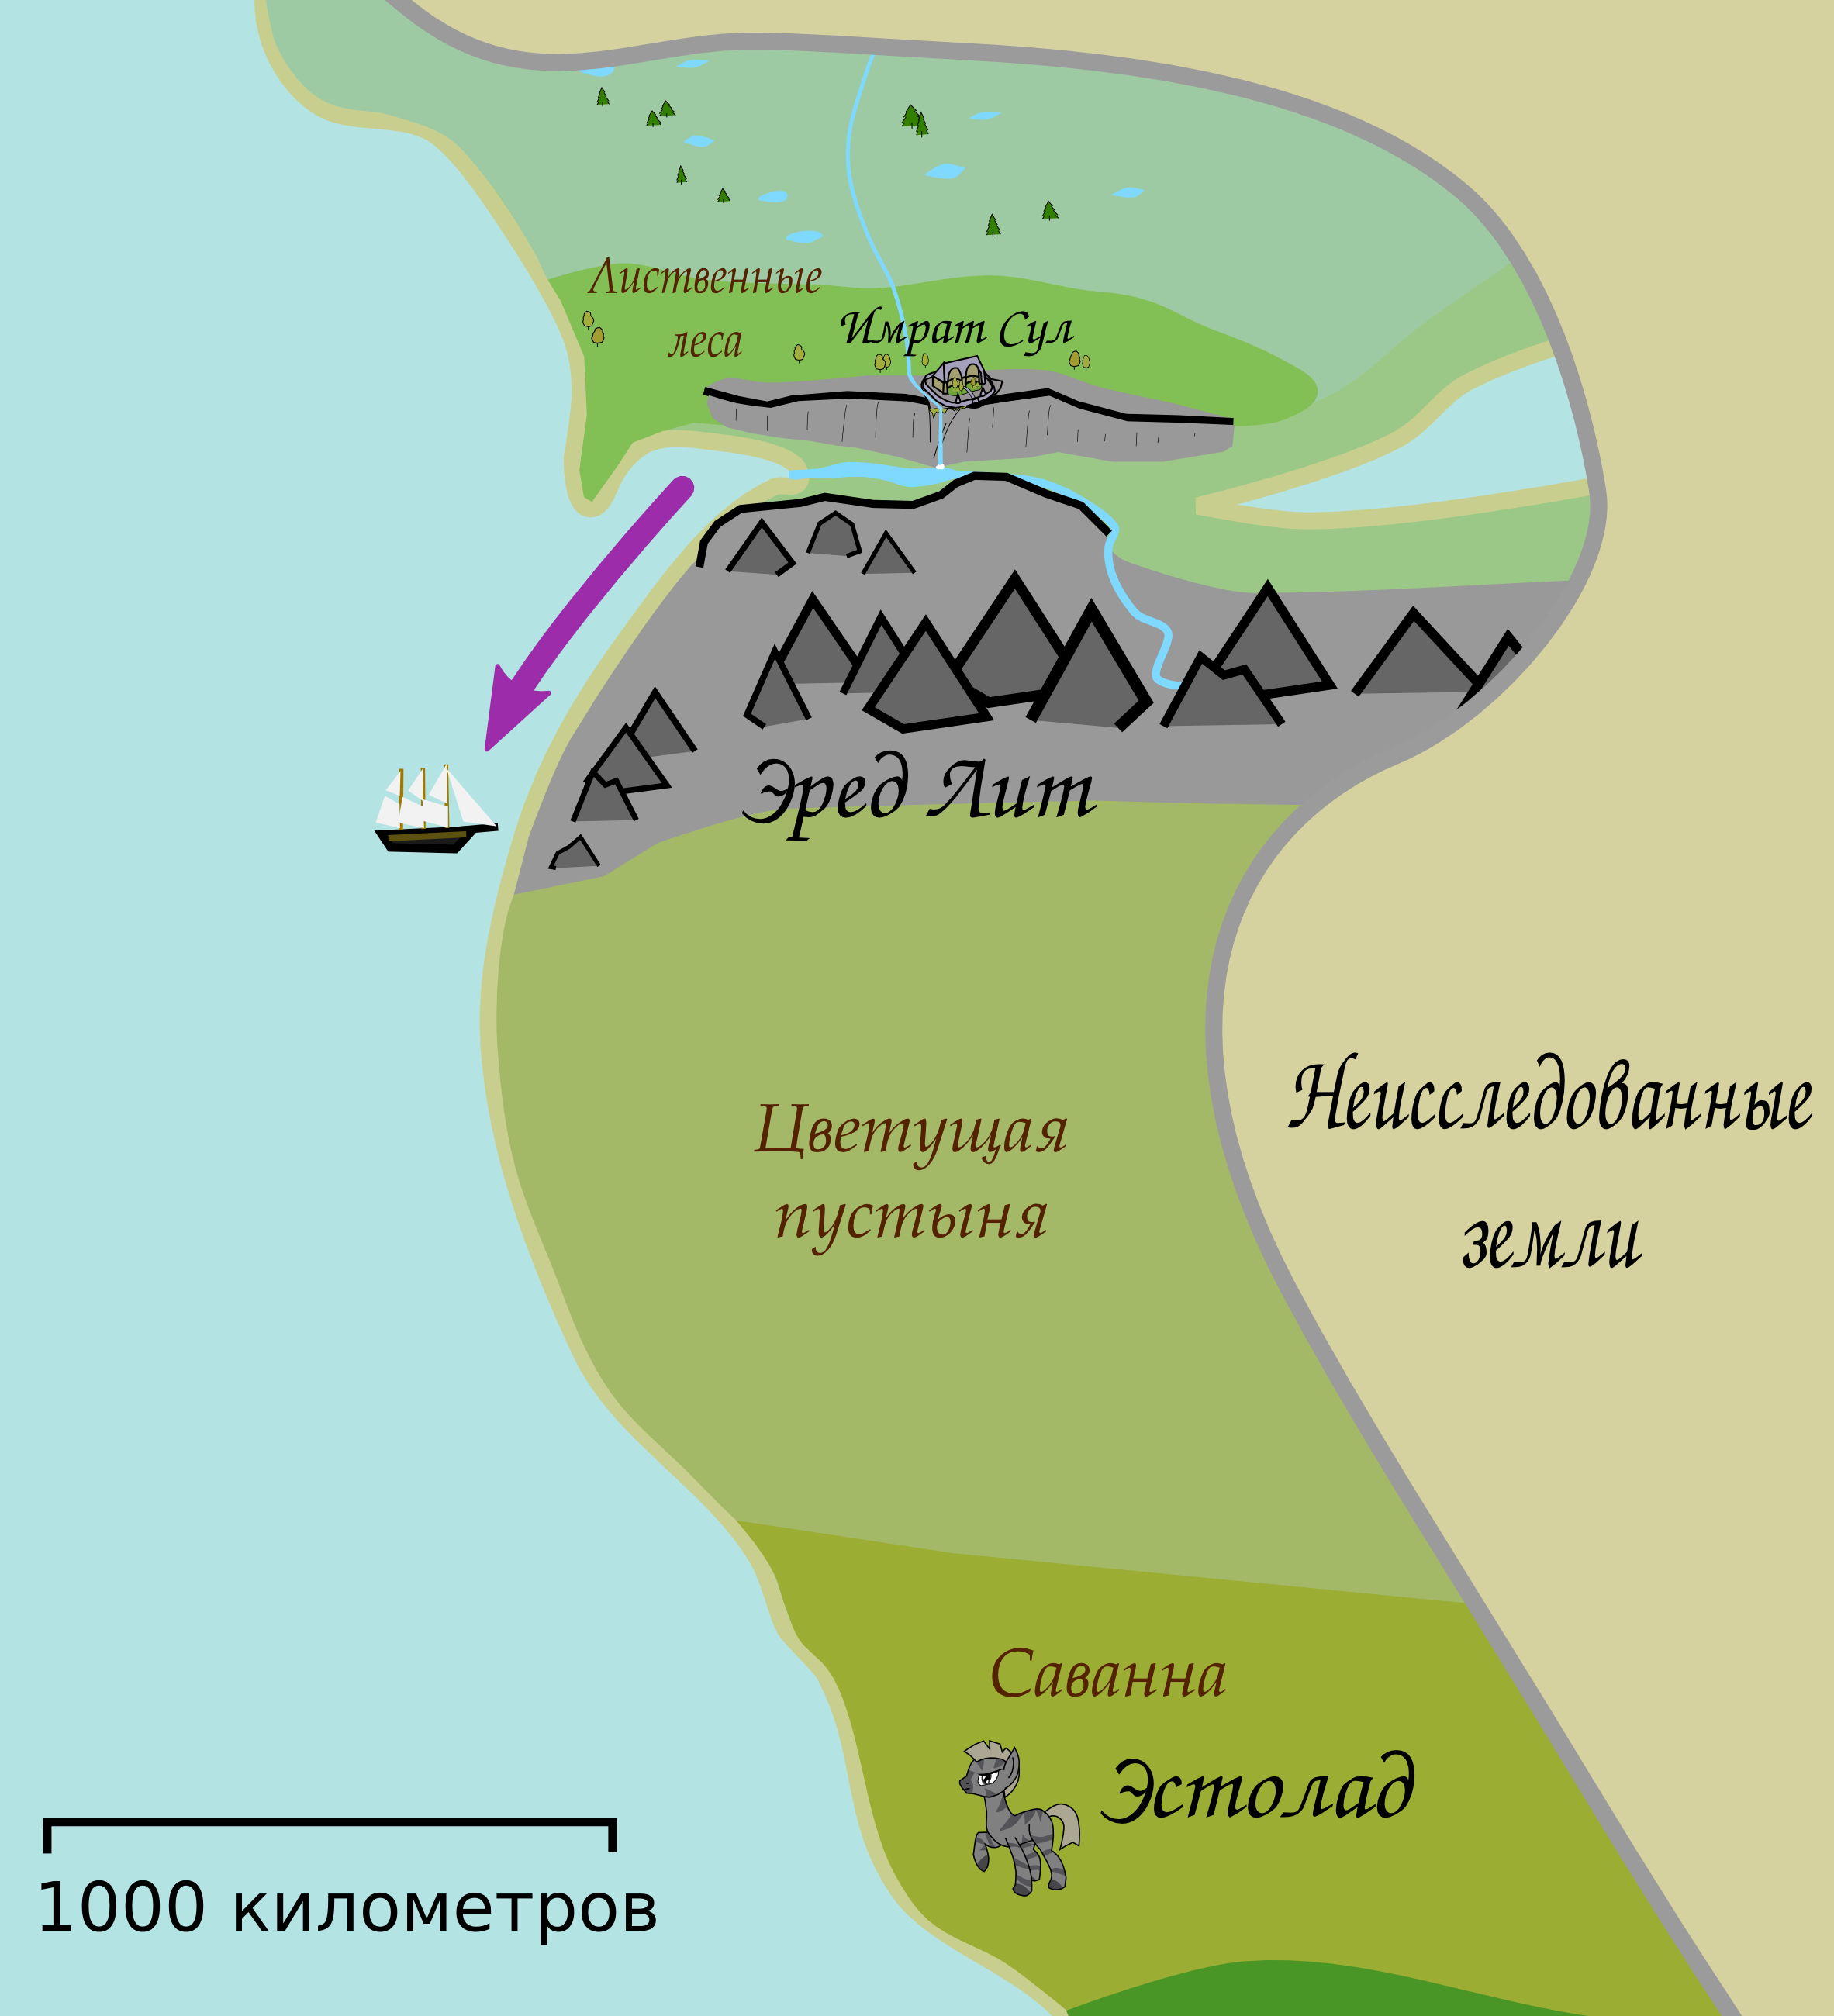 Лиственные
леса
Имрат Сул
Эред Лит
Неисследованные
земли
Цветущая
пустыня
Саванна
Эстолад
1000 километров